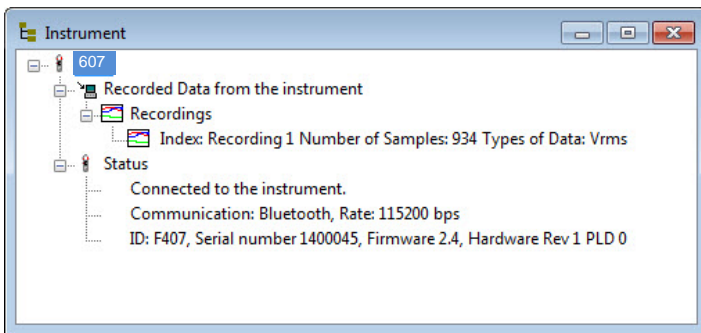 Instrument
607
Recorded Data from the instrument
Recordings
Index: Recording 1 Number of Samples: 934 Types of Data: Vrms
Status
Connected to the instrument.
Communication: Bluetooth, Rate: 115200 bps
ID: F407, Serial number 1400045, Firmware 2.4, Hardware Rev 1 PLD 0